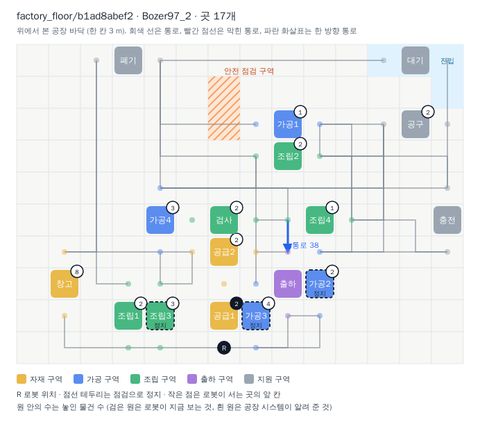 factory_floor/b1ad8abef2 · Bozer97_2 · 곳 17개
위에서 본 공장 바닥 (한 칸 3 m). 회색 선은 통로, 빨간 점선은 막힌 통로, 파란 화살표는 한 방향 통로
폐기
대기
안전 점검 구역
가공1
1
공구
2
조립2
2
가공4
3
검사
2
조립4
1
충전
공급2
2
통로 38
창고
8
출하
가공2
2
정지
조립1
2
조립3
3
정지
공급1
2
가공3
4
정지
R
자재 구역
가공 구역
조립 구역
출하 구역
지원 구역
R 로봇 위치 · 점선 테두리는 점검으로 정지 · 작은 점은 로봇이 서는 곳의 앞 칸
원 안의 수는 놓인 물건 수 (검은 원은 로봇이 지금 보는 것, 흰 원은 공장 시스템이 알려 준 것)